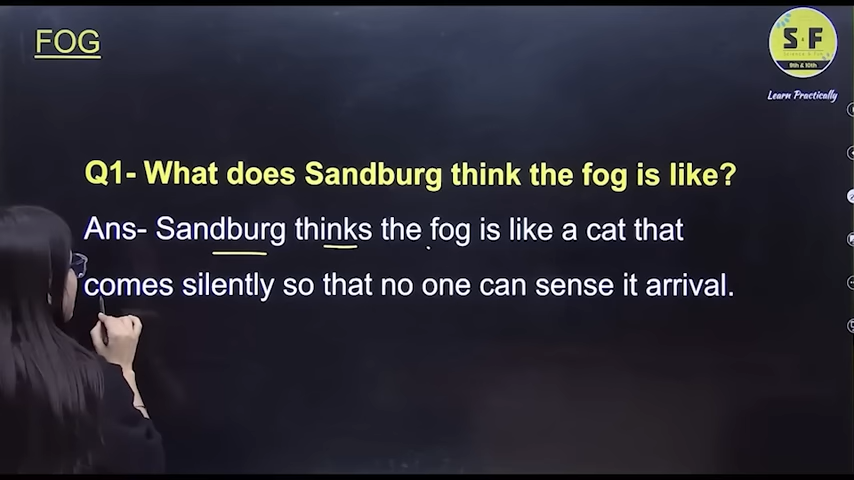 FOG
S F
9th & 10th
Learn Practically
Q1- What does Sandburg think the fog is like?
Ans- Sandburg thinks the fog is like a cat that
comes silently so that no one can sense it arrival.